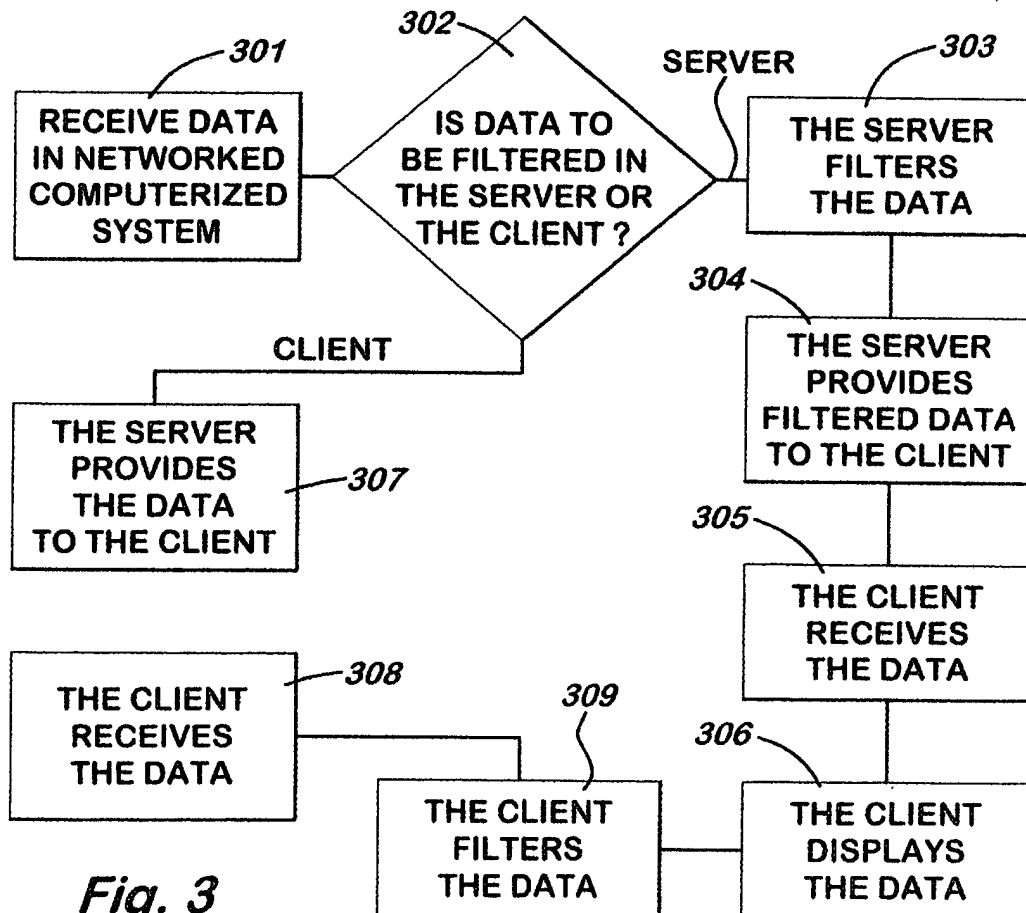 301
RECEIVE DATA
IN NETWORKED
COMPUTERIZED
SYSTEM
302
IS DATA TO
BE FILTERED IN
THE SERVER OR
THE CLIENT ?
SERVER
303
THE SERVER
FILTERS
THE DATA
304
THE SERVER
PROVIDES
FILTERED DATA
TO THE CLIENT
CLIENT
THE SERVER
PROVIDES
THE DATA
TO THE CLIENT
307
305
THE CLIENT
RECEIVES
THE DATA
THE CLIENT
RECEIVES
THE DATA
308
309
THE CLIENT
FILTERS
THE DATA
306
THE CLIENT
DISPLAYS
THE DATA
Fig. 3